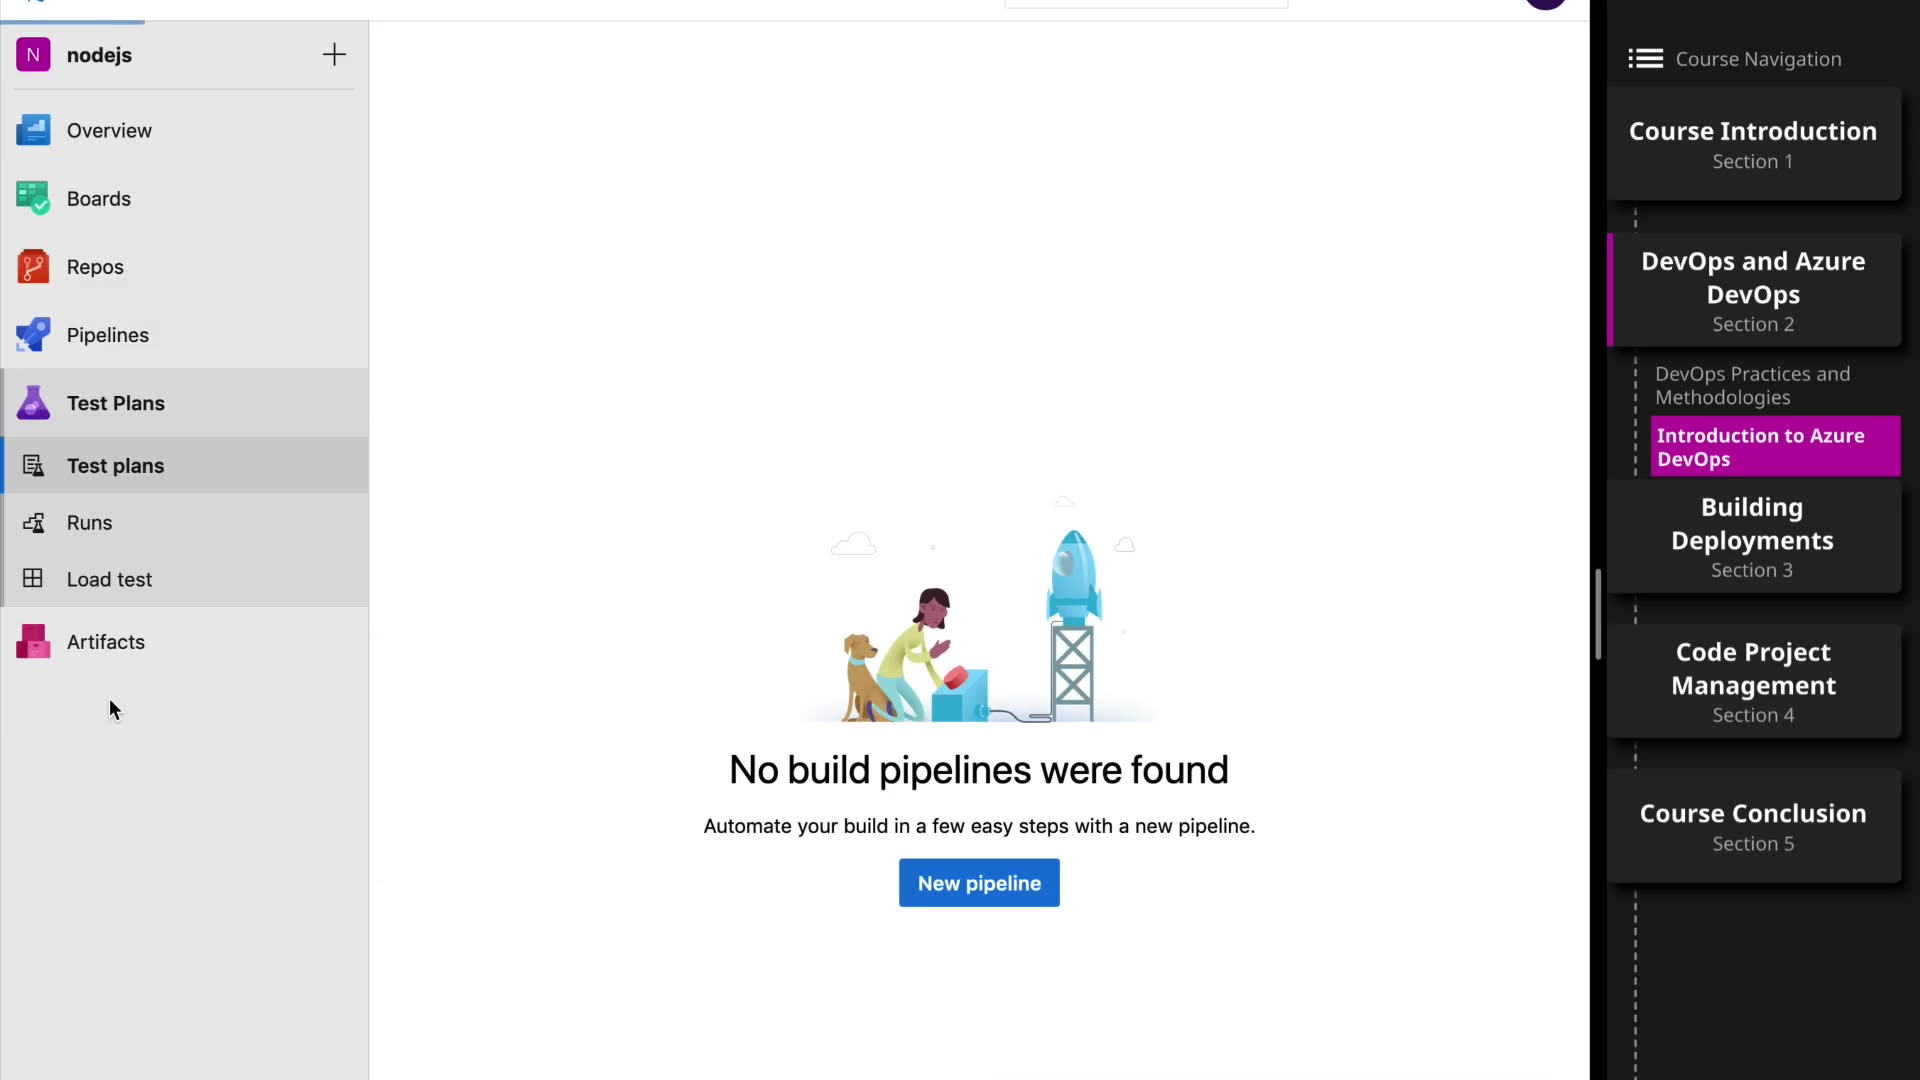 N nodejs
Overview
Boards
Repos
Pipelines
Test Plans
Test plans
Runs
Load test
Artifacts
No build pipelines were found
Automate your build in a few easy steps with a new pipeline.
New pipeline
Course Navigation
Course Introduction
Section 1
DevOps and Azure
DevOps
Section 2
DevOps Practices and
Methodologies
Introduction to Azure
DevOps
Building
Deployments
Section 3
Code Project
Management
Section 4
Course Conclusion
Section 5